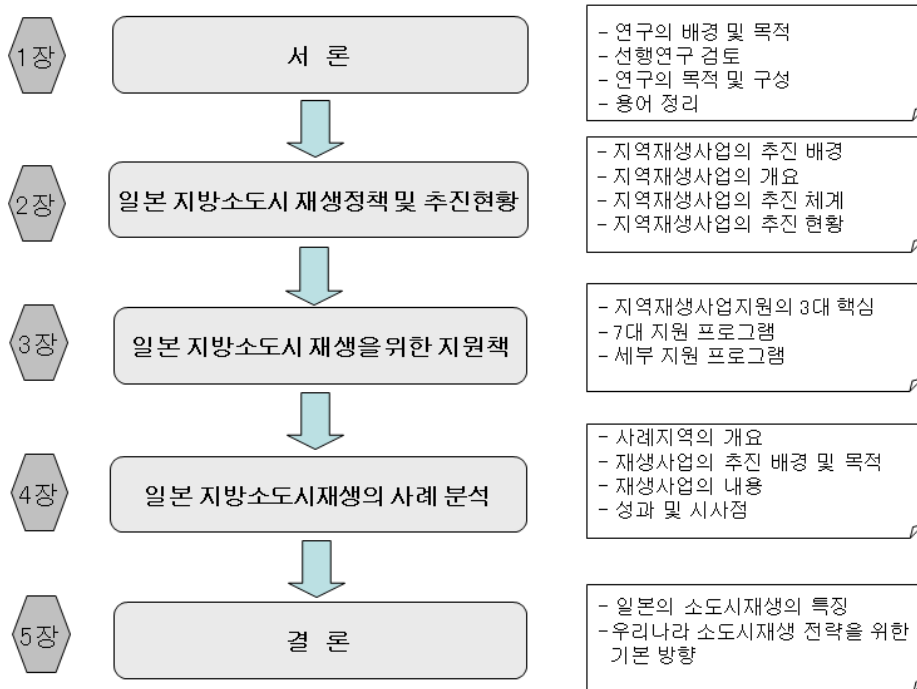 1장
서 론
- 연구의 배경 및 목적
- 선행연구 검토
- 연구의 목적 및 구성
- 용어 정리
2장
일본 지방소도시 재생정책 및 추진현황
- 지역재생사업의 추진 배경
- 지역재생사업의 개요
- 지역재생사업의 추진 체계
- 지역재생사업의 추진 현황
3장
일본 지방소도시 재생을 위한 지원책
- 지역재생사업지원의 3대 핵심
- 7대 지원 프로그램
- 세부 지원 프로그램
4장
일본 지방소도시재생의 사례 분석
- 사례지역의 개요
- 재생사업의 추진 배경 및 목적
- 재생사업의 내용
- 성과 및 시사점
5장
결 론
- 일본의 소도시재생의 특징
- 우리나라 소도시재생 전략을 위한
기본 방향